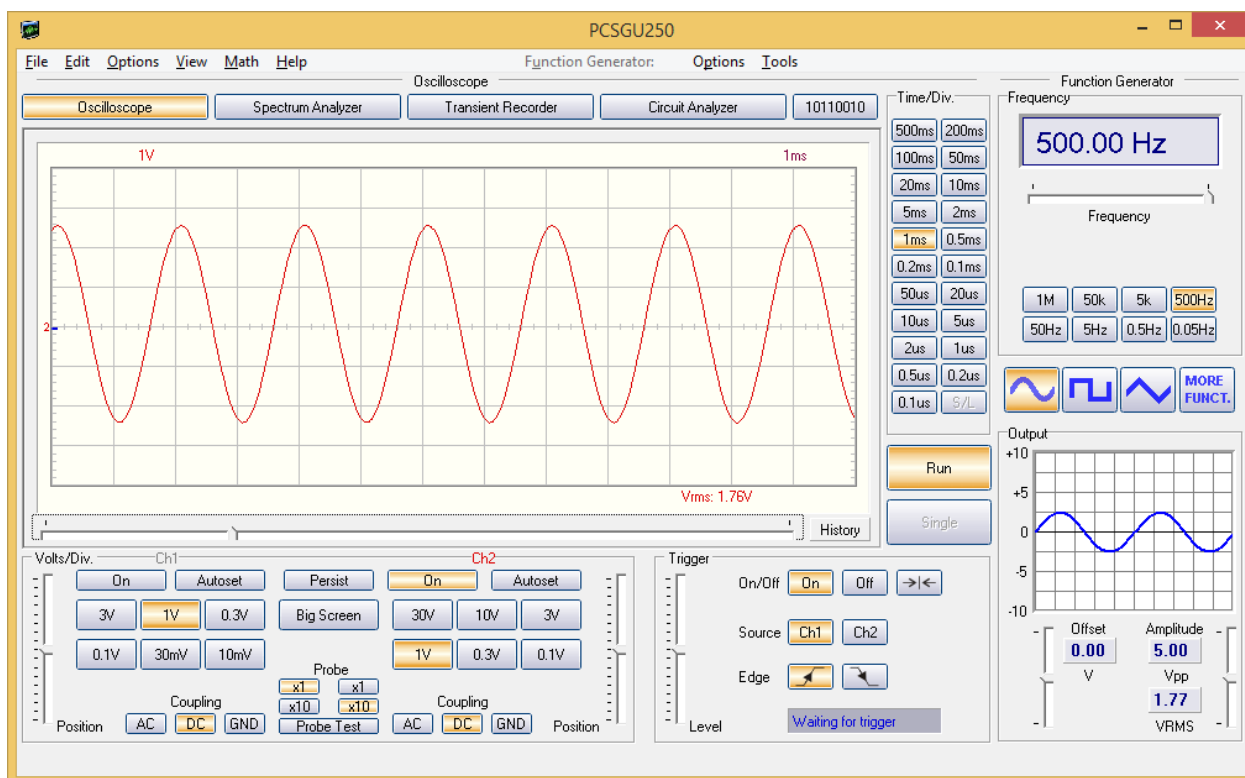 PCSGU250
File Edit Options View Math Help Function Generator: Options Tools
Oscilloscope
Oscilloscope Spectrum Analyzer Transient Recorder Circuit Analyzer 10110010
1V 1ms
2
Vrms: 1.76V
History
Time/Div.
500ms 200ms
100ms 50ms
20ms 10ms
5ms 2ms
1ms 0.5ms
0.2ms 0.1ms
50us 20us
10us 5us
2us 1us
0.5us 0.2us
0.1us S/L
Run
Single
Function Generator
Frequency
500.00 Hz
Frequency
1M 50k 5k 500Hz
50Hz 5Hz 0.5Hz 0.05Hz
MORE
FUNCT.
Output
+10
+5
0
-5
-10
Offset Amplitude
0.00 5.00
V Vpp
1.77
VRMS
Volts/Div. Ch1 Ch2
On Autoset Persist On Autoset
3V 1V 0.3V Big Screen 30V 10V 3V
0.1V 30mV 10mV 1V 0.3V 0.1V
Probe
x1 x1
Coupling x10 x10 Coupling
Position AC DC GND Probe Test AC DC GND Position
Trigger
On/Off On Off
Source Ch1 Ch2
Edge
Level Waiting for trigger